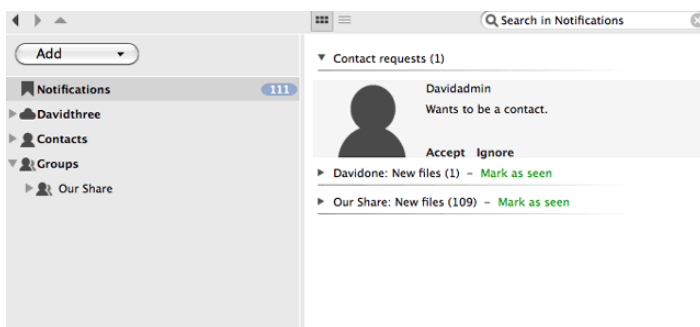 Search in Notifications
Add
Notifications 111
Davidthree
Contacts
Groups
Our Share
Contact requests (1)
Davidadmin
Wants to be a contact.
Accept Ignore
Davidone: New files (1) – Mark as seen
Our Share: New files (109) – Mark as seen